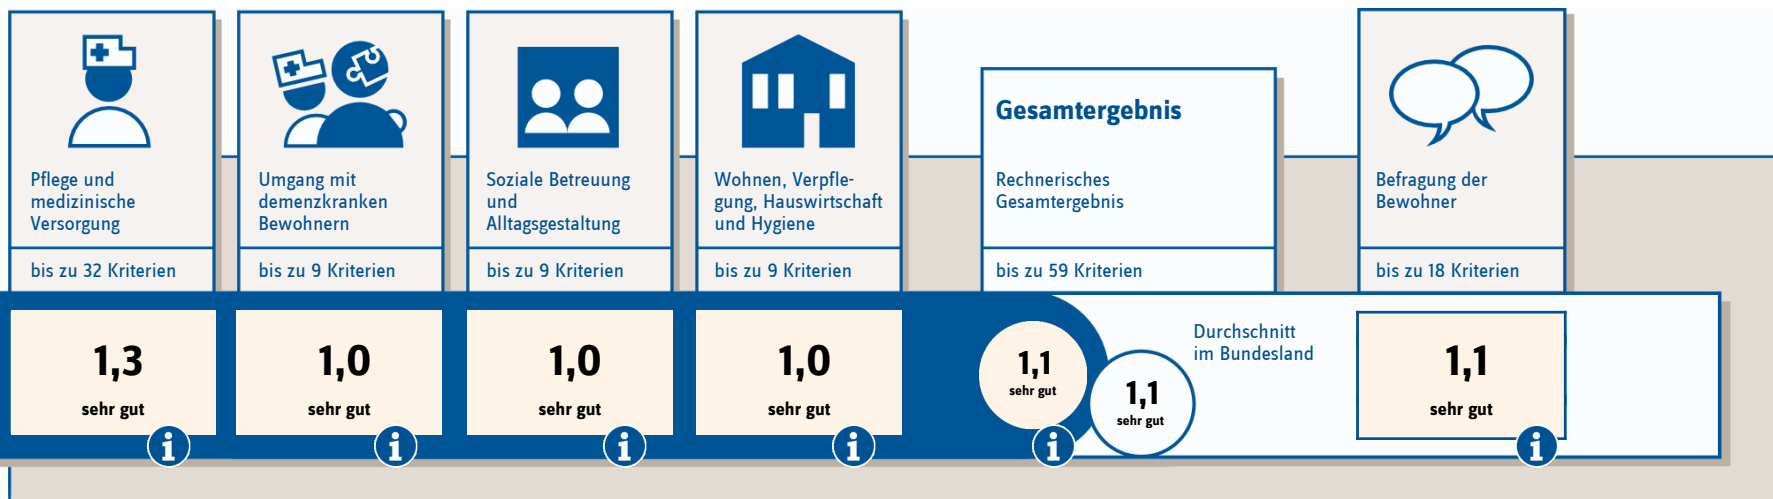 Pflege und
medizinische
Versorgung
bis zu 32 Kriterien
1,3
sehr gut
i
Umgang mit
demenzkranken
Bewohnern
bis zu 9 Kriterien
1,0
sehr gut
i
Soziale Betreuung
und
Alltagsgestaltung
bis zu 9 Kriterien
1,0
sehr gut
i
Wohnen, Verpfle-
gung, Hauswirtschaft
und Hygiene
bis zu 9 Kriterien
1,0
sehr gut
i
Gesamtergebnis
Rechnerisches
Gesamtergebnis
bis zu 59 Kriterien
1,1
sehr gut
i
1,1
sehr gut
Durchschnitt
im Bundesland
Befragung der
Bewohner
bis zu 18 Kriterien
1,1
sehr gut
i